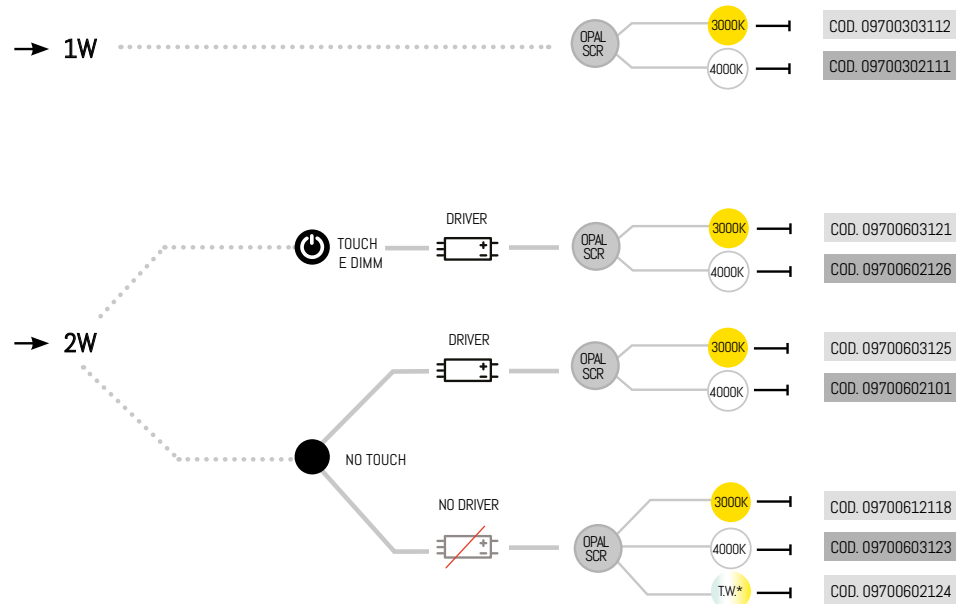 1W
OPAL
SCR
3000K
COD. 09700303112
4000K
COD. 09700302111
2W
TOUCH
E DIMM
DRIVER
OPAL
SCR
3000K
COD. 09700603121
4000K
COD. 09700602126
NO TOUCH
DRIVER
OPAL
SCR
3000K
COD. 09700603125
4000K
COD. 09700602101
NO DRIVER
OPAL
SCR
3000K
COD. 09700612118
4000K
COD. 09700603123
T.W.*
COD. 09700602124